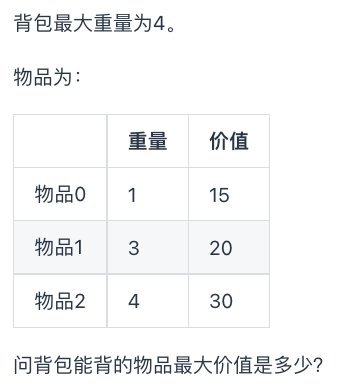 背包最大重量为4。
物品为：
重量 价值
物品0 1 15
物品1 3 20
物品2 4 30
问背包能背的物品最大价值是多少？